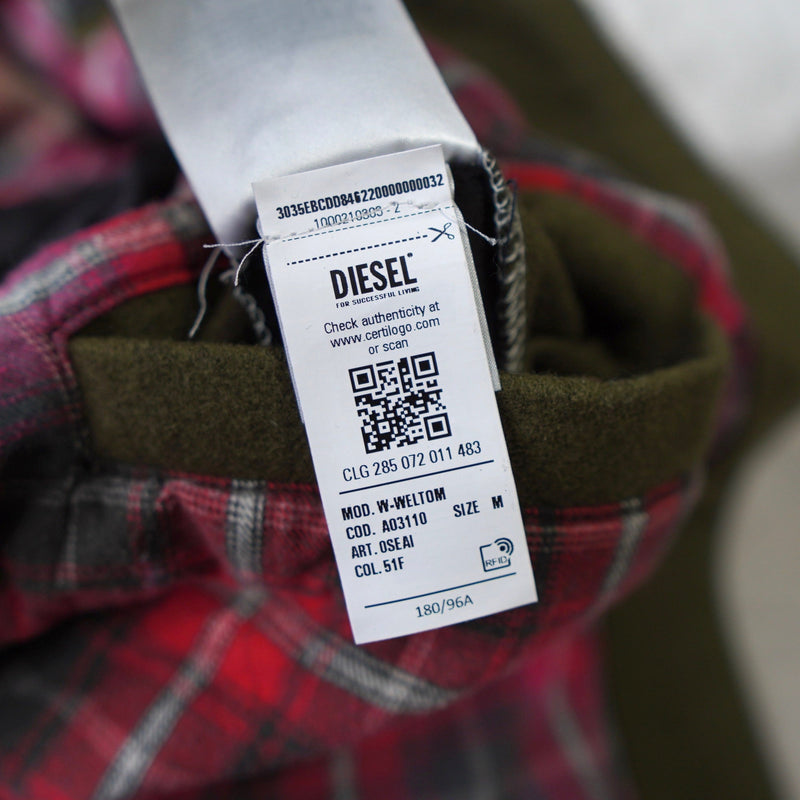 3035EBCDD846220000000032
1000210303 - 2
DIESEL
FOR SUCCESSFUL LIVING
Check authenticity at
www.certilogo.com
or scan
CLG 285 072 011 483
MOD. W-WELTOM
COD. A03110 SIZE M
ART. OSEAI
COL. 51F
RFID
180/96A